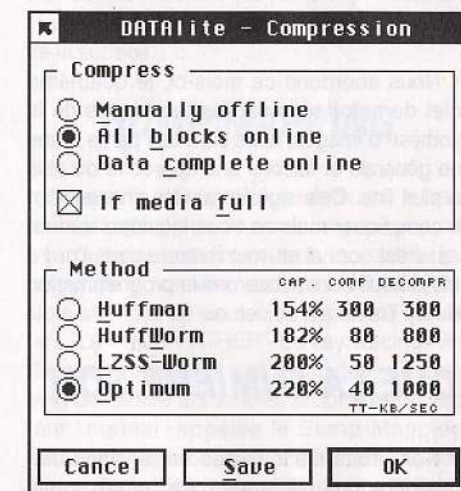 DATAlite - Compression
Compress
Manually offline
All blocks online
Data complete online
If media full
Method CAP COMP DECOMPR
Huffman 154% 300 1000
HuffWorm 182% 80 800
LZSS-Worm 200% 50 1250
Optimum 220% 40 1000
TT-KB/SEC
Cancel Save OK